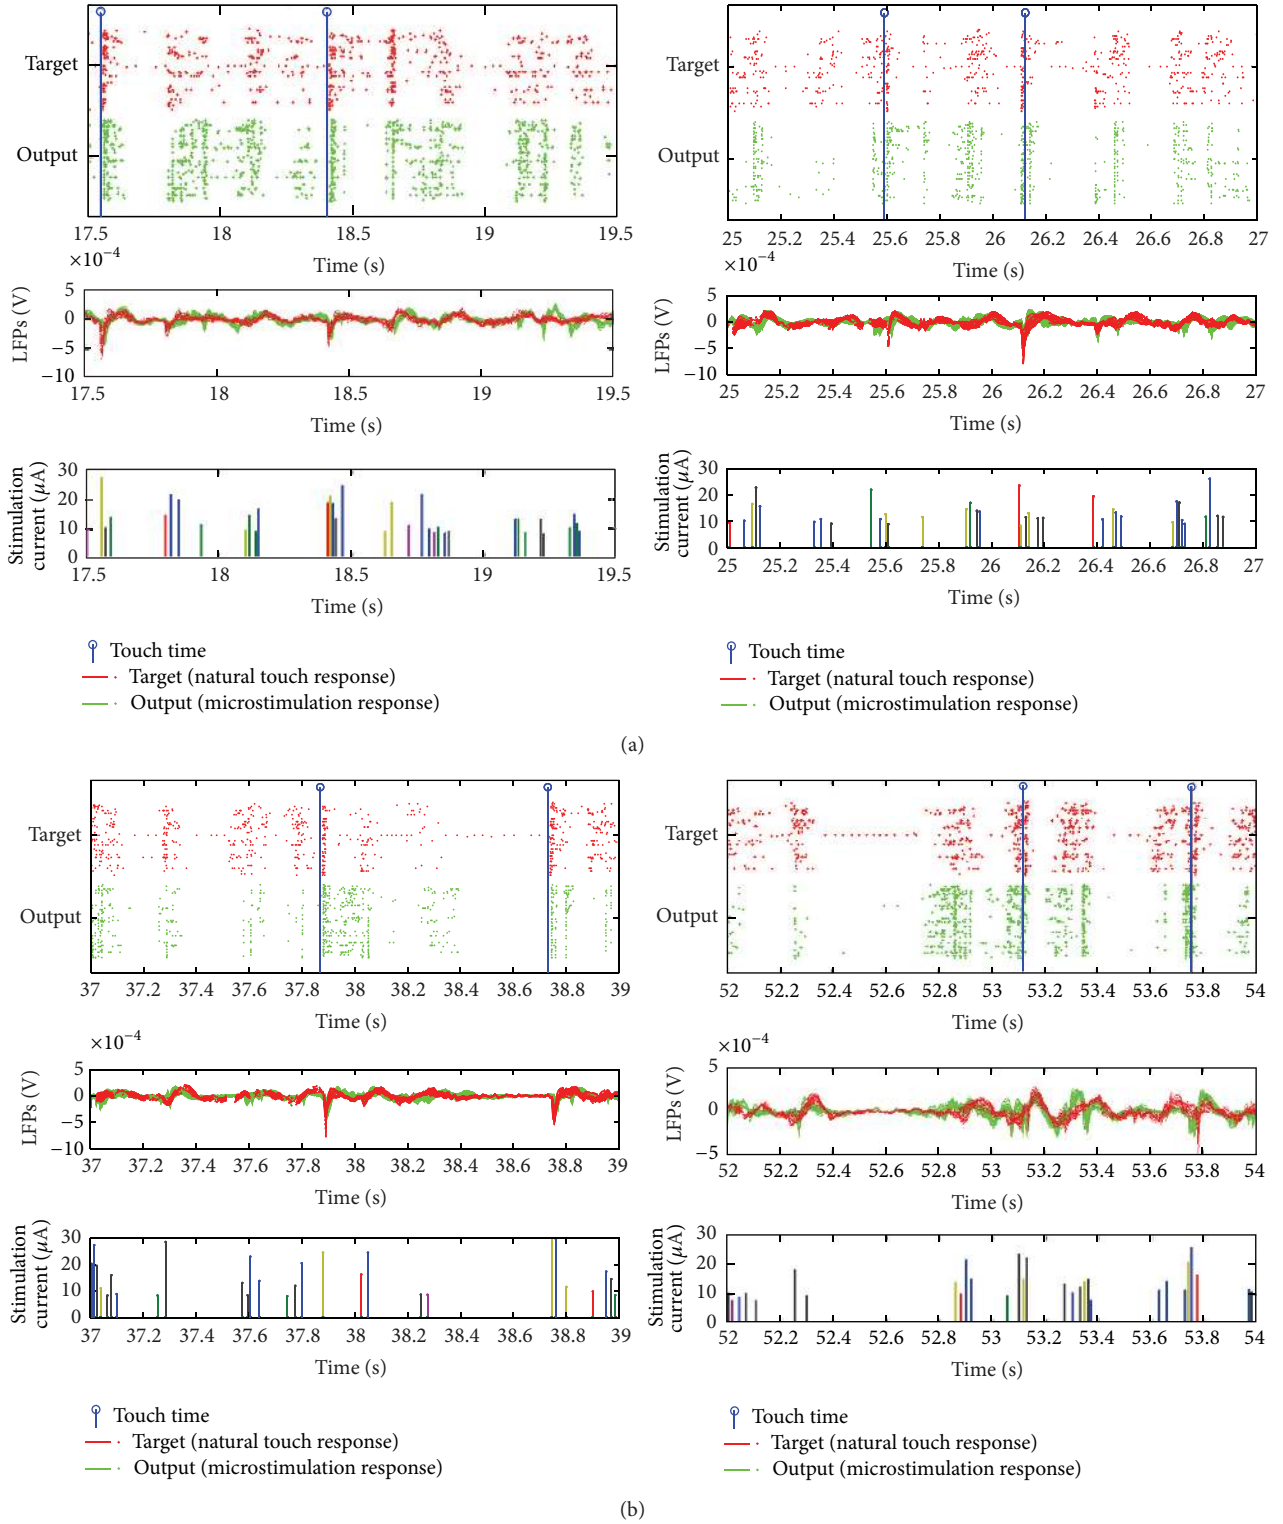 Target
Output
17.5 18 18.5 19 19.5
×10−4
Time (s)
LFPs (V)
5
0
−5
−10
17.5 18 18.5 19 19.5
Time (s)
Stimulation
current (μA)
30
20
10
0
17.5 18 18.5 19 19.5
Time (s)
Touch time
Target (natural touch response)
Output (microstimulation response)
Target
Output
25 25.2 25.4 25.6 25.8 26 26.2 26.4 26.6 26.8 27
×10−4
Time (s)
LFPs (V)
5
0
−5
−10
25 25.2 25.4 25.6 25.8 26 26.2 26.4 26.6 26.8 27
Time (s)
Stimulation
current (μA)
30
20
10
0
25 25.2 25.4 25.6 25.8 26 26.2 26.4 26.6 26.8 27
Time (s)
Touch time
Target (natural touch response)
Output (microstimulation response)
(a)
Target
Output
37 37.2 37.4 37.6 37.8 38 38.2 38.4 38.6 38.8 39
Time (s)
×10−4
LFPs (V)
5
0
−5
−10
37 37.2 37.4 37.6 37.8 38 38.2 38.4 38.6 38.8 39
Time (s)
Stimulation
current (μA)
30
20
10
0
37 37.2 37.4 37.6 37.8 38 38.2 38.4 38.6 38.8 39
Time (s)
Touch time
Target (natural touch response)
Output (microstimulation response)
Target
Output
52 52.2 52.4 52.6 52.8 53 53.2 53.4 53.6 53.8 54
Time (s)
×10−4
LFPs (V)
5
0
−5
52 52.2 52.4 52.6 52.8 53 53.2 53.4 53.6 53.8 54
Time (s)
Stimulation
current (μA)
30
20
10
0
52 52.2 52.4 52.6 52.8 53 53.2 53.4 53.6 53.8 54
Time (s)
Touch time
Target (natural touch response)
Output (microstimulation response)
(b)